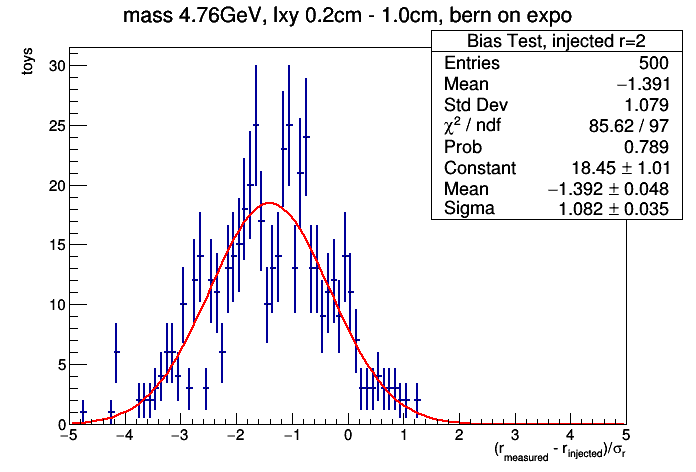 mass 4.76GeV, lxy 0.2cm - 1.0cm, bern on expo
Bias Test, injected r=2
Entries 500
Mean −1.391
Std Dev 1.079
χ² / ndf 85.62 / 97
Prob 0.789
Constant 18.45 ± 1.01
Mean −1.392 ± 0.048
Sigma 1.082 ± 0.035
toys
30
25
20
15
10
5
0
−5 −4 −3 −2 −1 0 1 2 3 4 5
(r_measured - r_injected)/σ_r